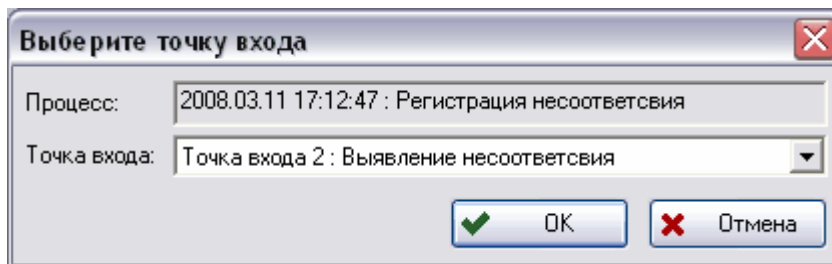 Выберите точку входа
Процесс: 2008.03.11 17:12:47 : Регистрация несоответсвия
Точка входа: Точка входа 2 : Выявление несоответсвия
OK Отмена